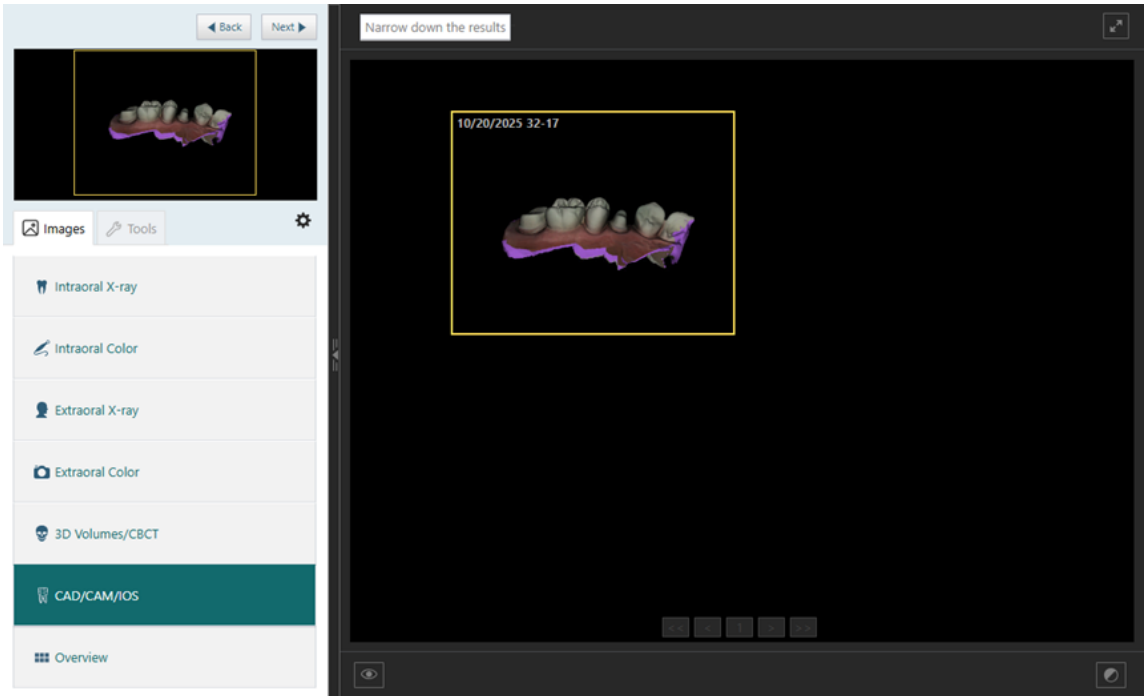 Back Next
Narrow down the results
10/20/2025 32-17
Images Tools
Intraoral X-ray
Intraoral Color
Extraoral X-ray
Extraoral Color
3D Volumes/CBCT
CAD/CAM/IOS
Overview
<< < 1 > >>